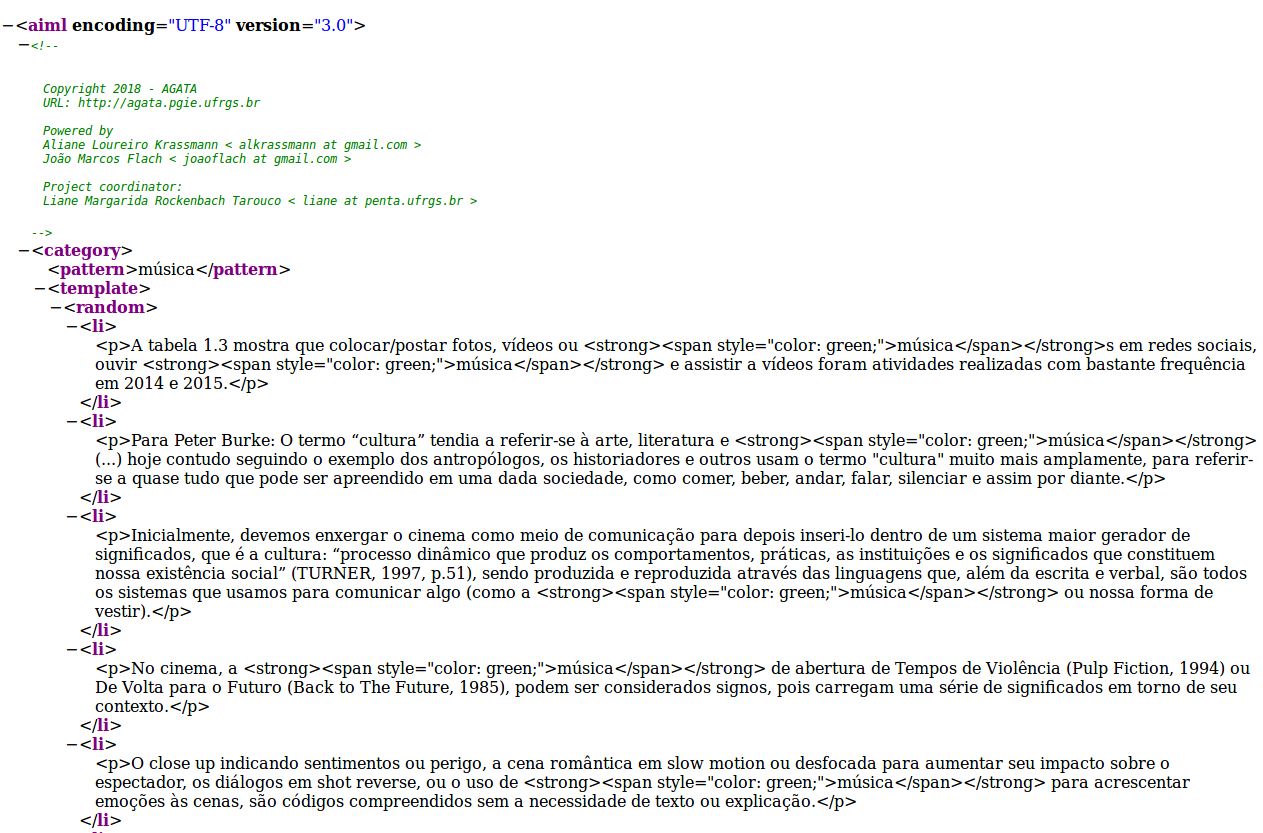 −<aiml encoding="UTF-8" version="3.0">
−<!--
Copyright 2018 - AGATA
URL: http://agata.pgie.ufrgs.br
Powered by
Aliane Loureiro Krassmann < alkrassmann at gmail.com >
João Marcos Flach < joaoflach at gmail.com >
Project coordinator:
Liane Margarida Rockenbach Tarouco < liane at penta.ufrgs.br >
-->
−<category>
<pattern>música</pattern>
−<template>
−<random>
−<li>
<p>A tabela 1.3 mostra que colocar/postar fotos, vídeos ou <strong><span style="color: green;">música</span></strong>s em redes sociais,
ouvir <strong><span style="color: green;">música</span></strong> e assistir a vídeos foram atividades realizadas com bastante frequência
em 2014 e 2015.</p>
</li>
−<li>
<p>Para Peter Burke: O termo “cultura” tendia a referir-se à arte, literatura e <strong><span style="color: green;">música</span></strong>
(...) hoje contudo seguindo o exemplo dos antropólogos, os historiadores e outros usam o termo "cultura" muito mais amplamente, para referir-
se a quase tudo que pode ser apreendido em uma dada sociedade, como comer, beber, andar, falar, silenciar e assim por diante.</p>
</li>
−<li>
<p>Inicialmente, devemos enxergar o cinema como meio de comunicação para depois inseri-lo dentro de um sistema maior gerador de
significados, que é a cultura: “processo dinâmico que produz os comportamentos, práticas, as instituições e os significados que constituem
nossa existência social” (TURNER, 1997, p.51), sendo produzida e reproduzida através das linguagens que, além da escrita e verbal, são todos
os sistemas que usamos para comunicar algo (como a <strong><span style="color: green;">música</span></strong> ou nossa forma de
vestir).</p>
</li>
−<li>
<p>No cinema, a <strong><span style="color: green;">música</span></strong> de abertura de Tempos de Violência (Pulp Fiction, 1994) ou
De Volta para o Futuro (Back to The Future, 1985), podem ser considerados signos, pois carregam uma série de significados em torno de seu
contexto.</p>
</li>
−<li>
<p>O close up indicando sentimentos ou perigo, a cena romântica em slow motion ou desfocada para aumentar seu impacto sobre o
espectador, os diálogos em shot reverse, ou o uso de <strong><span style="color: green;">música</span></strong> para acrescentar
emoções às cenas, são códigos compreendidos sem a necessidade de texto ou explicação.</p>
</li>